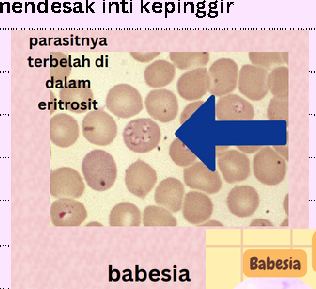 mendesak inti kepinggir
parasitnya
terbelah di
dalam
eritrosit
babesia
Babesia